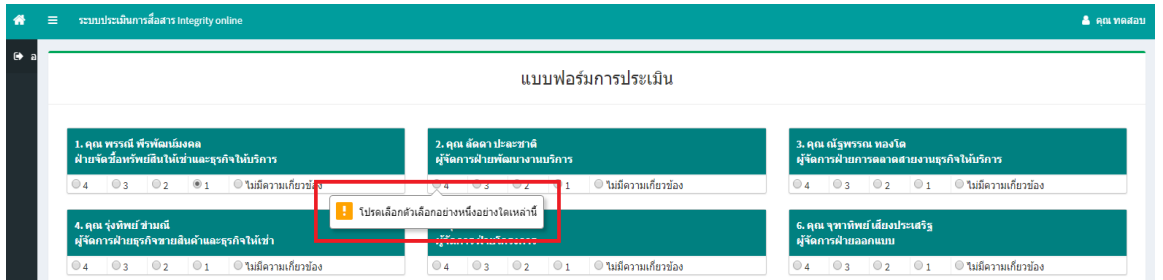 ระบบประเมินการสื่อสาร Integrity online
คุณ ทดสอบ
อ
แบบฟอร์มการประเมิน
1. คุณ พรรณี พีรพัฒน์มงคล
ฝ่ายจัดซื้อทรัพย์สินให้เช่าและธุรกิจให้บริการ
4 3 2 1 ไม่มีความเกี่ยวข้อง
2. คุณ ลัดดา ปะละชาติ
ผู้จัดการฝ่ายพัฒนางานบริการ
4 3 2 1 ไม่มีความเกี่ยวข้อง
3. คุณ ณัฐพรรณ ทองโต
ผู้จัดการฝ่ายการตลาดสายงานธุรกิจให้บริการ
4 3 2 1 ไม่มีความเกี่ยวข้อง
โปรดเลือกตัวเลือกอย่างหนึ่งอย่างใดเหล่านี้
4. คุณ รุ่งทิพย์ ช่ามณี
ผู้จัดการฝ่ายธุรกิจขายสินค้าและธุรกิจให้เช่า
4 3 2 1 ไม่มีความเกี่ยวข้อง
4 3 2 1 ไม่มีความเกี่ยวข้อง
6. คุณ จุฑาทิพย์ เสียงประเสริฐ
ผู้จัดการฝ่ายออกแบบ
4 3 2 1 ไม่มีความเกี่ยวข้อง